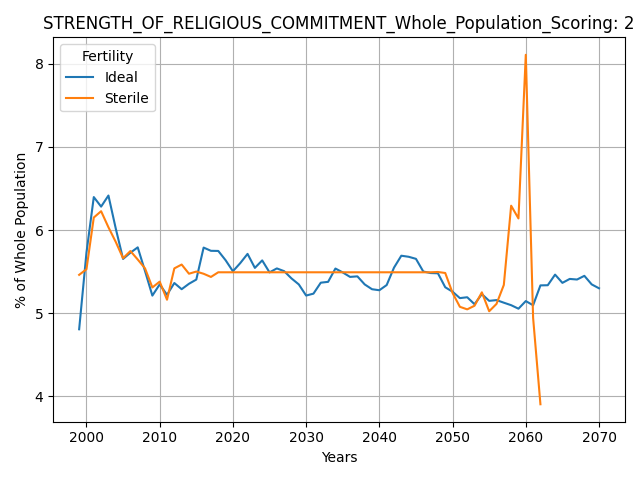 STRENGTH_OF_RELIGIOUS_COMMITMENT_Whole_Population_Scoring: 2
Fertility
Ideal
Sterile
8
7
6
5
4
% of Whole Population
2000 2010 2020 2030 2040 2050 2060 2070
Years